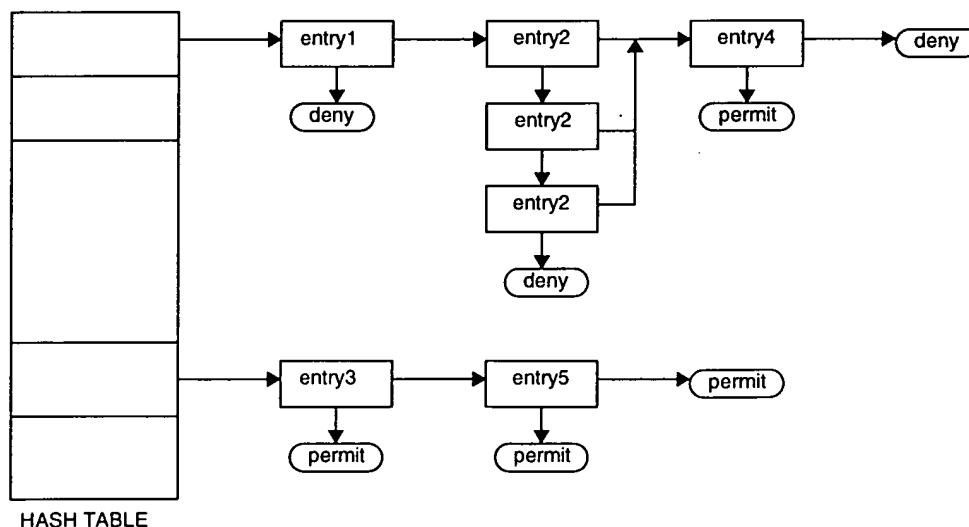 entry1
entry2
entry4
deny
deny
entry2
permit
entry2
deny
entry3
entry5
permit
permit
permit
HASH TABLE